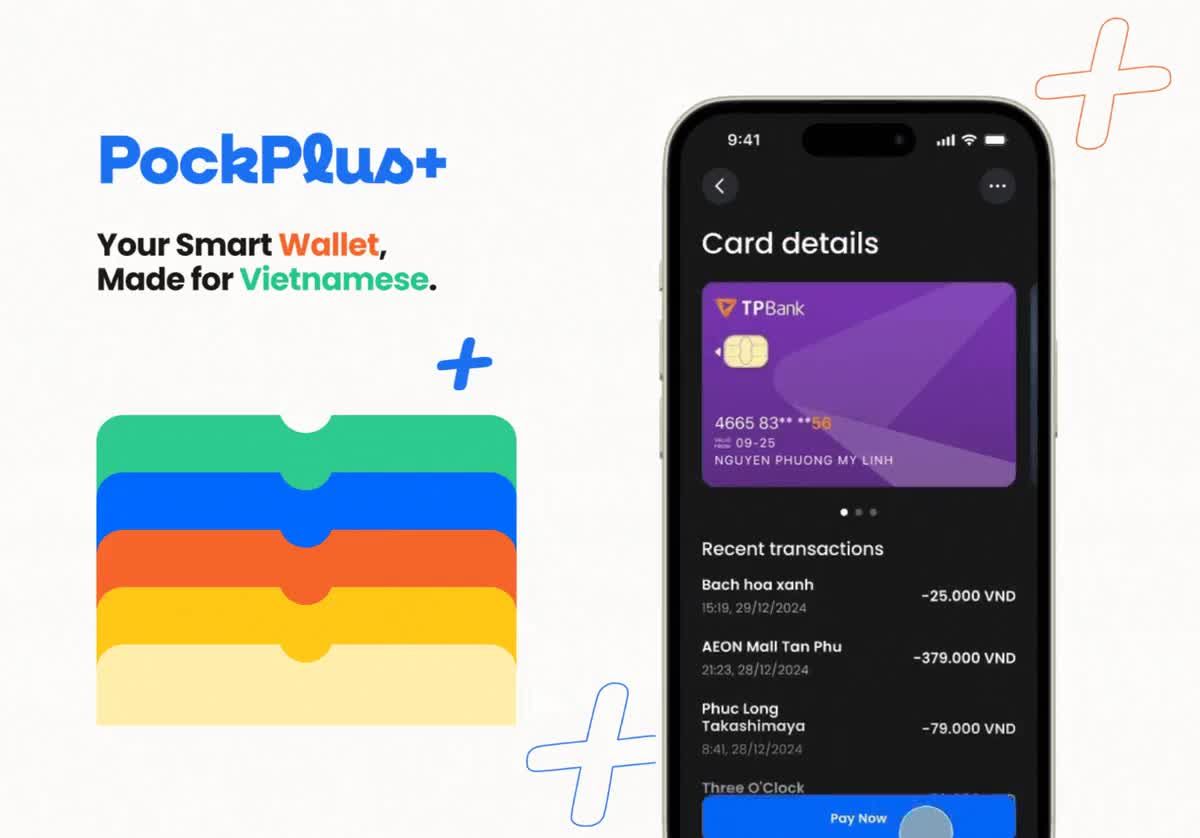 PockPlus+
Your Smart Wallet,
Made for Vietnamese.
9:41
Card details
TPBank
4665 83** **56
VALID
FROM 09-25
NGUYEN PHUONG MY LINH
Recent transactions
Bach hoa xanh
-25.000 VND
15:19, 29/12/2024
AEON Mall Tan Phu
-379.000 VND
21:23, 28/12/2024
Phuc Long
Takashimaya
-79.000 VND
8:41, 28/12/2024
Three O'Clock
Pay Now